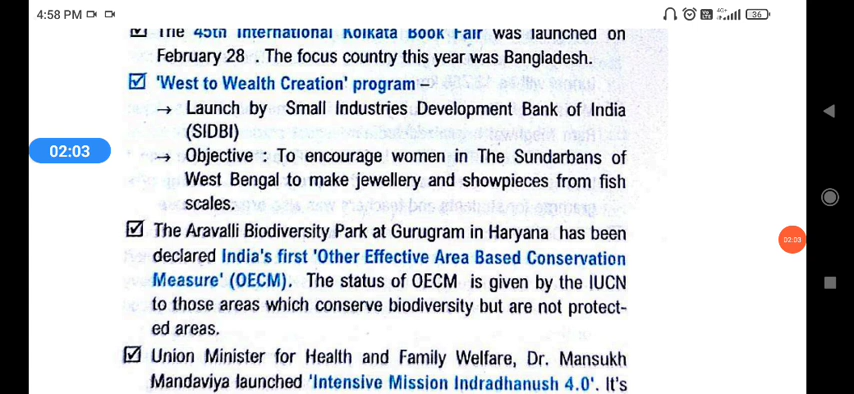 4:58 PM
4G+
36
☑ The 45th International Kolkata Book Fair was launched on
February 28 . The focus country this year was Bangladesh.
☑ 'West to Wealth Creation' program –
→ Launch by Small Industries Development Bank of India
(SIDBI)
02:03
→ Objective : To encourage women in The Sundarbans of
West Bengal to make jewellery and showpieces from fish
scales.
☑ The Aravalli Biodiversity Park at Gurugram in Haryana has been
02:03
declared India's first 'Other Effective Area Based Conservation
Measure' (OECM). The status of OECM is given by the IUCN
to those areas which conserve biodiversity but are not protect-
ed areas.
☑ Union Minister for Health and Family Welfare, Dr. Mansukh
Mandaviya launched 'Intensive Mission Indradhanush 4.0'. It's